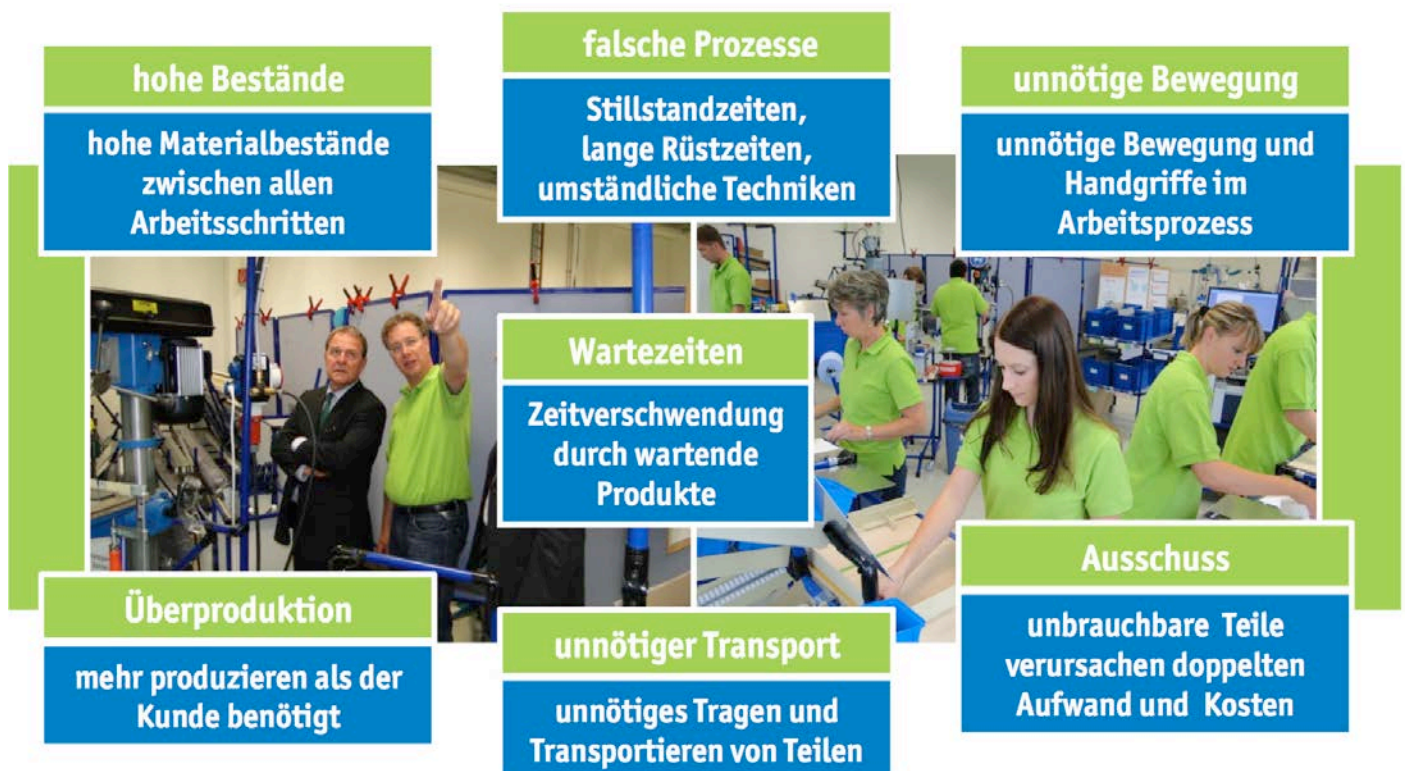 hohe Bestände
hohe Materialbestände
zwischen allen
Arbeitsschritten
falsche Prozesse
Stillstandzeiten,
lange Rüstzeiten,
umständliche Techniken
unnötige Bewegung
unnötige Bewegung und
Handgriffe im
Arbeitsprozess
Wartezeiten
Zeitverschwendung
durch wartende
Produkte
Überproduktion
mehr produzieren als der
Kunde benötigt
unnötiger Transport
unnötiges Tragen und
Transportieren von Teilen
Ausschuss
unbrauchbare Teile
verursachen doppelten
Aufwand und Kosten